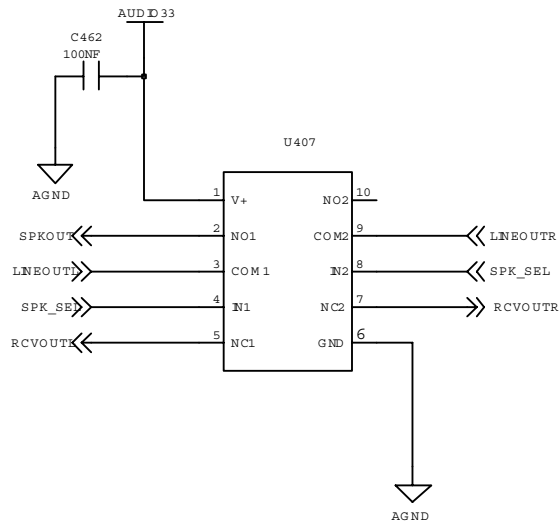 AUDIO33
C462
100NF
AGND
U407
1 V+ NO2 10
SPKOUT 2 NO1 COM2 9 LINEOUTR
LINEOUTL 3 COM1 IN2 8 SPK_SEL
SPK_SEL 4 IN1 NC2 7 RCVOUTR
RCVOUTL 5 NC1 GND 6
AGND